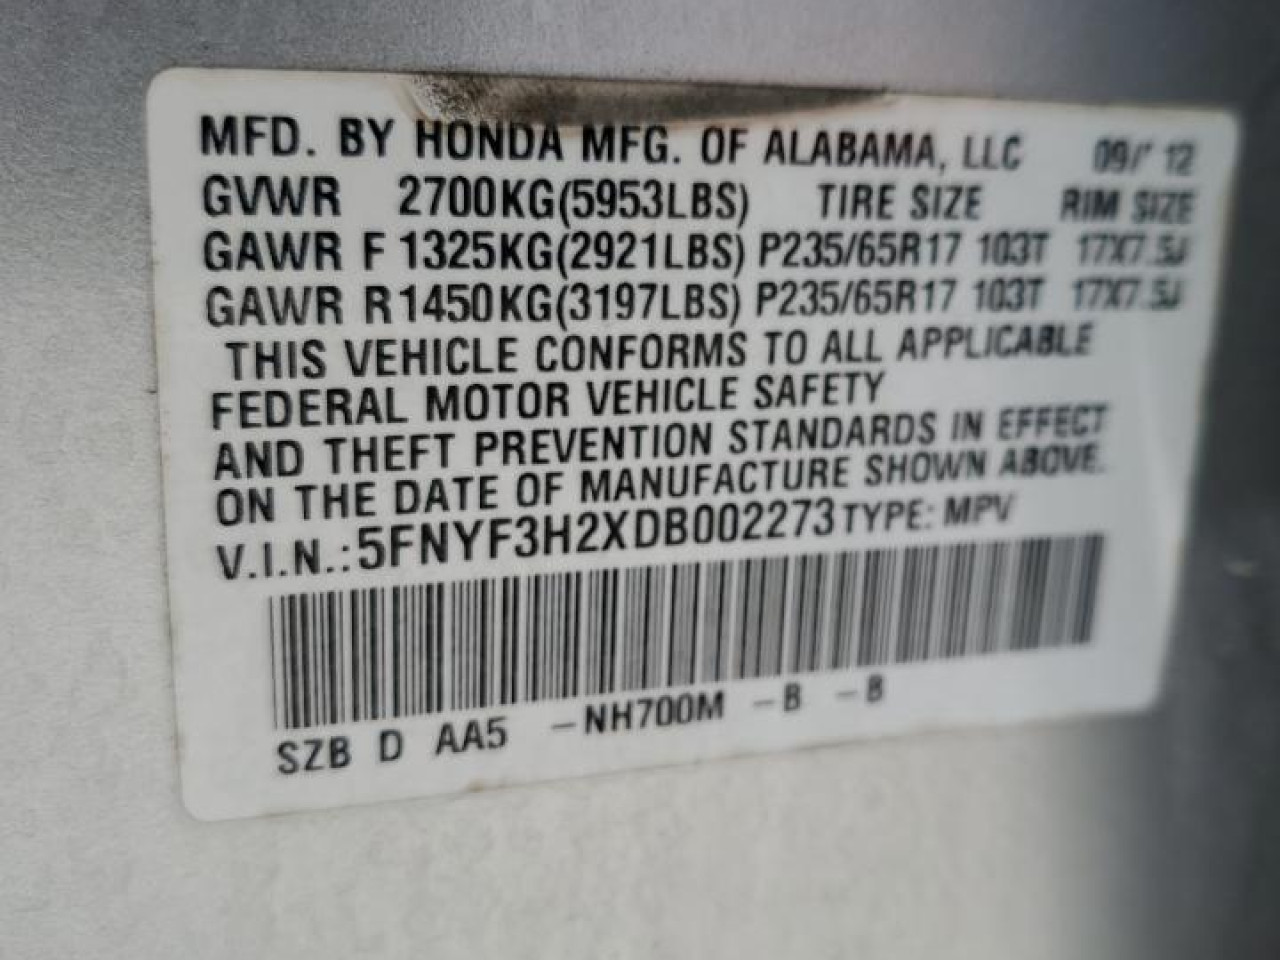 MFD. BY HONDA MFG. OF ALABAMA, LLC 09/ 12
GVWR 2700KG(5953LBS) TIRE SIZE RIM SIZE
GAWR F 1325KG(2921LBS) P235/65R17 103T 17X7.5J
GAWR R1450KG(3197LBS) P235/65R17 103T 17X7.5J
THIS VEHICLE CONFORMS TO ALL APPLICABLE
FEDERAL MOTOR VEHICLE SAFETY
AND THEFT PREVENTION STANDARDS IN EFFECT
ON THE DATE OF MANUFACTURE SHOWN ABOVE.
V.I.N.: 5FNYF3H2XDB002273 TYPE: MPV
SZB D AA5 -NH700M -B -B